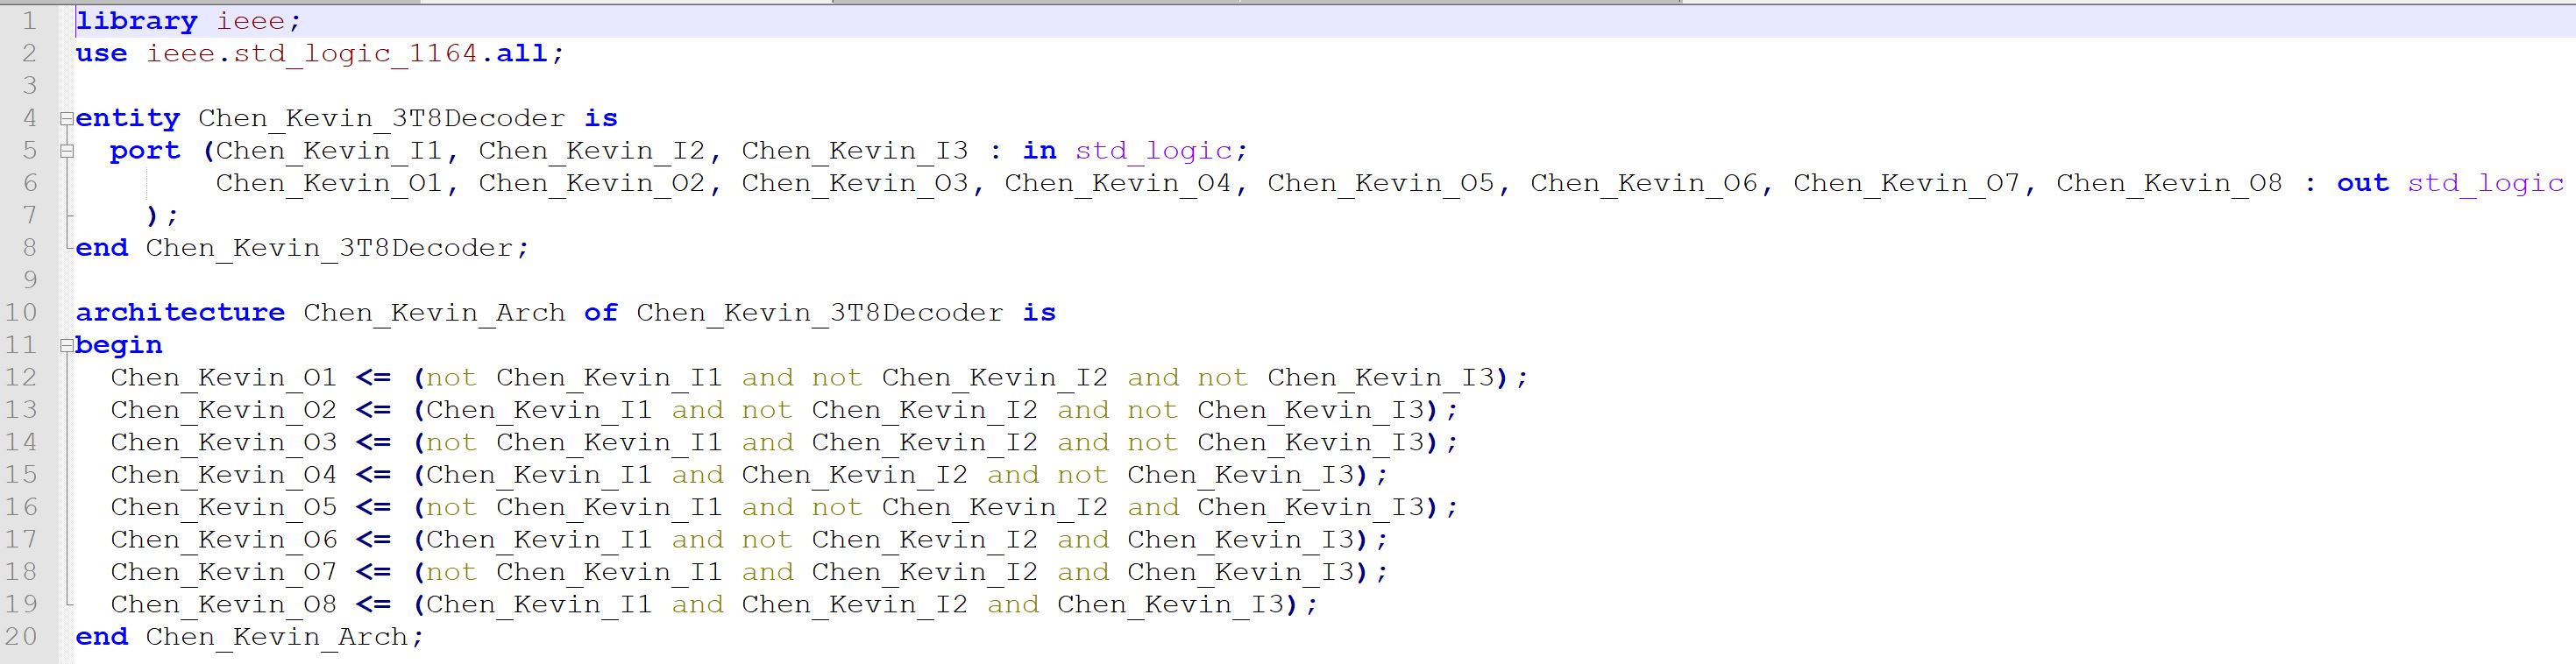 1 library ieee;
2 use ieee.std_logic_1164.all;
3
4 entity Chen_Kevin_3T8Decoder is
5 port (Chen_Kevin_I1, Chen_Kevin_I2, Chen_Kevin_I3 : in std_logic;
6 Chen_Kevin_O1, Chen_Kevin_O2, Chen_Kevin_O3, Chen_Kevin_O4, Chen_Kevin_O5, Chen_Kevin_O6, Chen_Kevin_O7, Chen_Kevin_O8 : out std_logic
7 );
8 end Chen_Kevin_3T8Decoder;
9
10 architecture Chen_Kevin_Arch of Chen_Kevin_3T8Decoder is
11 begin
12 Chen_Kevin_O1 <= (not Chen_Kevin_I1 and not Chen_Kevin_I2 and not Chen_Kevin_I3);
13 Chen_Kevin_O2 <= (Chen_Kevin_I1 and not Chen_Kevin_I2 and not Chen_Kevin_I3);
14 Chen_Kevin_O3 <= (not Chen_Kevin_I1 and Chen_Kevin_I2 and not Chen_Kevin_I3);
15 Chen_Kevin_O4 <= (Chen_Kevin_I1 and Chen_Kevin_I2 and not Chen_Kevin_I3);
16 Chen_Kevin_O5 <= (not Chen_Kevin_I1 and not Chen_Kevin_I2 and Chen_Kevin_I3);
17 Chen_Kevin_O6 <= (Chen_Kevin_I1 and not Chen_Kevin_I2 and Chen_Kevin_I3);
18 Chen_Kevin_O7 <= (not Chen_Kevin_I1 and Chen_Kevin_I2 and Chen_Kevin_I3);
19 Chen_Kevin_O8 <= (Chen_Kevin_I1 and Chen_Kevin_I2 and Chen_Kevin_I3);
20 end Chen_Kevin_Arch;